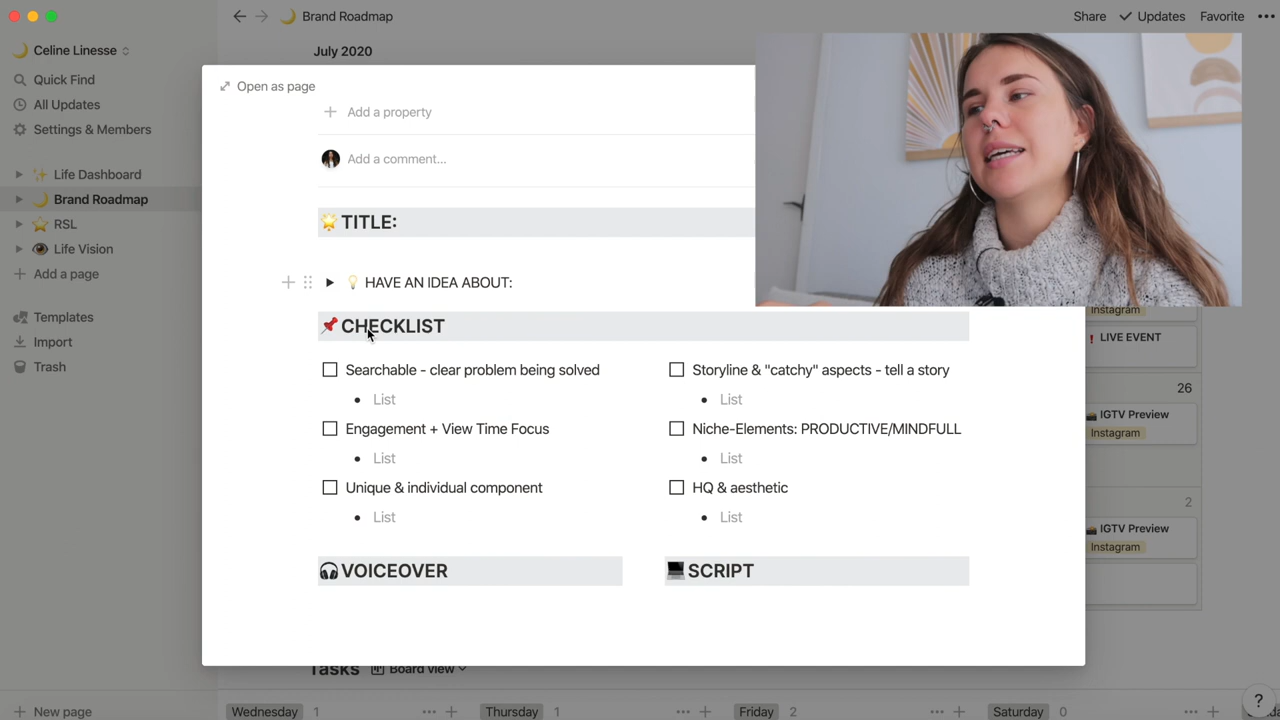 Brand Roadmap
Share
Updates
Favorite
Celine Linesse
Quick Find
All Updates
Settings & Members
Life Dashboard
Brand Roadmap
RSL
Life Vision
Add a page
Templates
Import
Trash
New page
July 2020
Open as page
Add a property
Add a comment...
TITLE:
HAVE AN IDEA ABOUT:
CHECKLIST
Searchable - clear problem being solved
List
Engagement + View Time Focus
List
Unique & individual component
List
Storyline & "catchy" aspects - tell a story
List
Niche-Elements: PRODUCTIVE/MINDFULL
List
HQ & aesthetic
List
VOICEOVER
SCRIPT
Instagram
LIVE EVENT
26
IGTV Preview
Instagram
2
IGTV Preview
Instagram
Tasks Board view
Wednesday 1
Thursday 1
Friday 2
Saturday 0
?